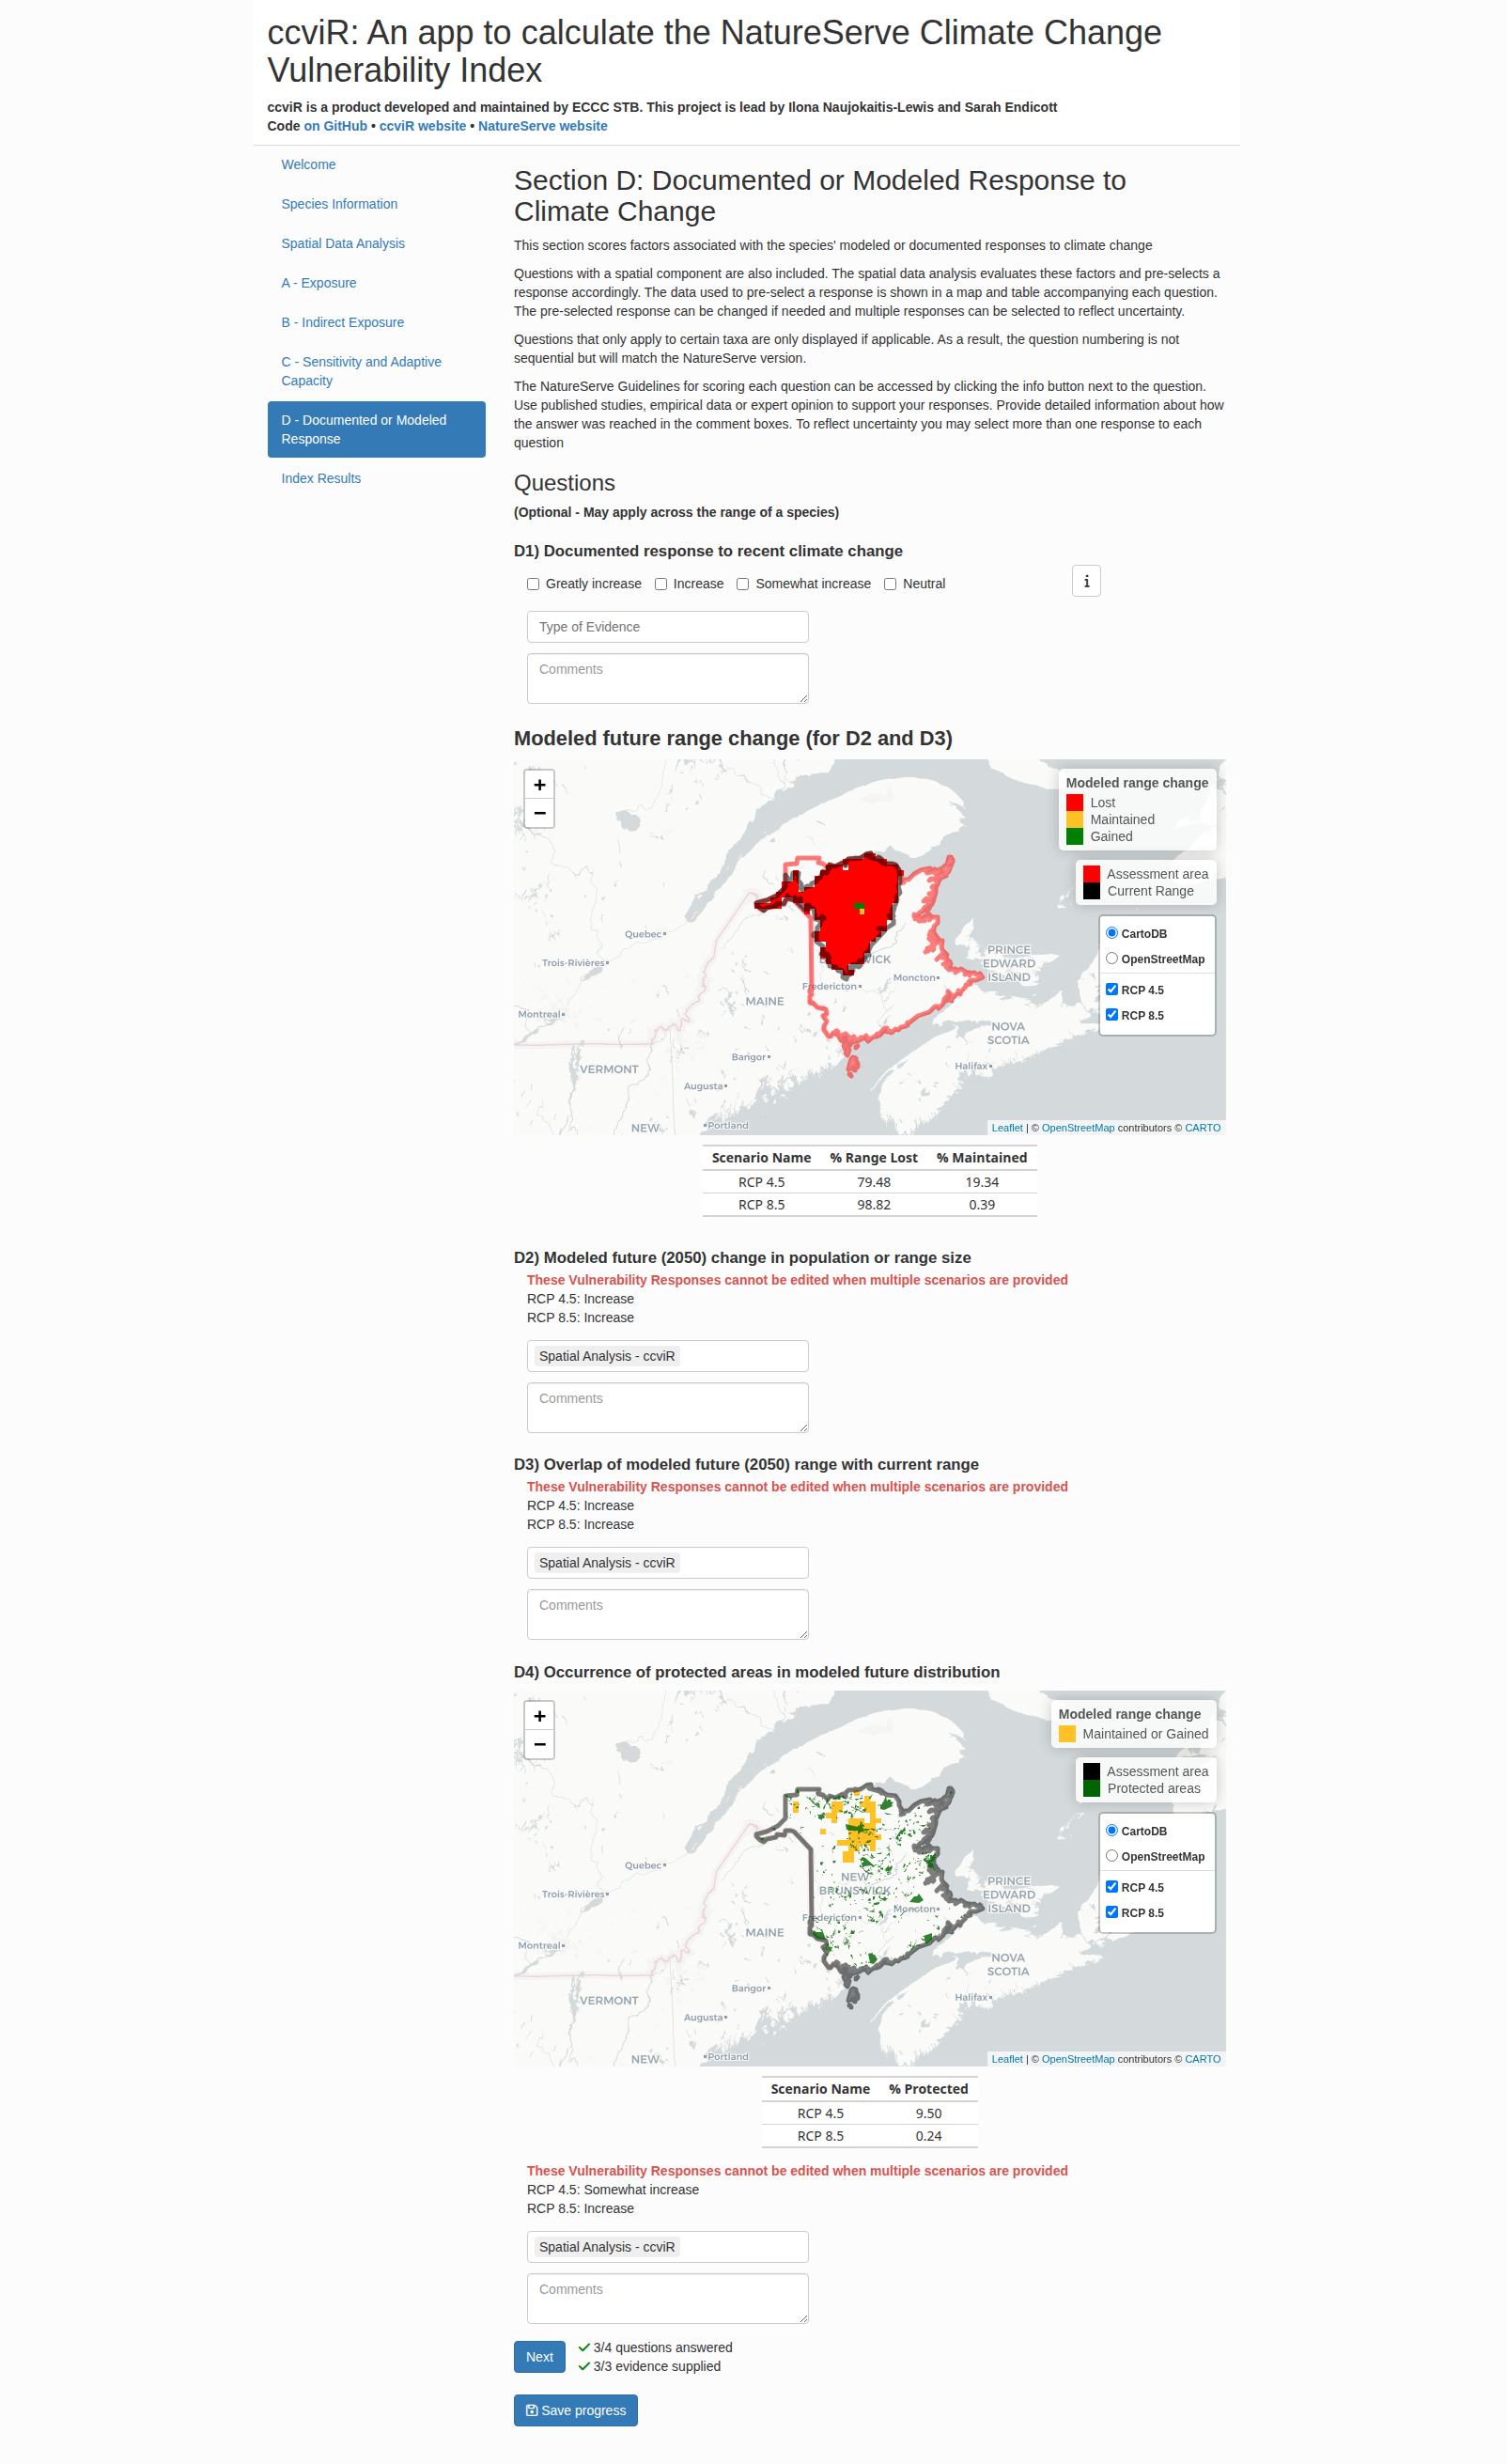 ccviR: An app to calculate the NatureServe Climate Change
Vulnerability Index
ccviR is a product developed and maintained by ECCC STB. This project is lead by Ilona Naujokaitis-Lewis and Sarah Endicott
Code on GitHub • ccviR website • NatureServe website
Welcome
Species Information
Spatial Data Analysis
A - Exposure
B - Indirect Exposure
C - Sensitivity and Adaptive
Capacity
D - Documented or Modeled
Response
Index Results
Section D: Documented or Modeled Response to
Climate Change
This section scores factors associated with the species' modeled or documented responses to climate change
Questions with a spatial component are also included. The spatial data analysis evaluates these factors and pre-selects a
response accordingly. The data used to pre-select a response is shown in a map and table accompanying each question.
The pre-selected response can be changed if needed and multiple responses can be selected to reflect uncertainty.
Questions that only apply to certain taxa are only displayed if applicable. As a result, the question numbering is not
sequential but will match the NatureServe version.
The NatureServe Guidelines for scoring each question can be accessed by clicking the info button next to the question.
Use published studies, empirical data or expert opinion to support your responses. Provide detailed information about how
the answer was reached in the comment boxes. To reflect uncertainty you may select more than one response to each
question
Questions
(Optional - May apply across the range of a species)
D1) Documented response to recent climate change
Greatly increase Increase Somewhat increase Neutral
i
Type of Evidence
Comments
Modeled future range change (for D2 and D3)
+
−
Modeled range change
Lost
Maintained
Gained
Assessment area
Current Range
CartoDB
OpenStreetMap
RCP 4.5
RCP 8.5
Quebec
Trois-Rivières
Montreal
MAINE
Fredericton
Moncton
PRINCE
EDWARD
ISLAND
NOVA
SCOTIA
Halifax
Bangor
VERMONT
Augusta
NEW
Portland
Leaflet | © OpenStreetMap contributors © CARTO
Scenario Name % Range Lost % Maintained
RCP 4.5 79.48 19.34
RCP 8.5 98.82 0.39
D2) Modeled future (2050) change in population or range size
These Vulnerability Responses cannot be edited when multiple scenarios are provided
RCP 4.5: Increase
RCP 8.5: Increase
Spatial Analysis - ccviR
Comments
D3) Overlap of modeled future (2050) range with current range
These Vulnerability Responses cannot be edited when multiple scenarios are provided
RCP 4.5: Increase
RCP 8.5: Increase
Spatial Analysis - ccviR
Comments
D4) Occurrence of protected areas in modeled future distribution
+
−
Modeled range change
Maintained or Gained
Assessment area
Protected areas
CartoDB
OpenStreetMap
RCP 4.5
RCP 8.5
Quebec
Trois-Rivières
Montreal
NEW
BRUNSWICK
MAINE
Fredericton
Moncton
PRINCE
EDWARD
ISLAND
NOVA
SCOTIA
Halifax
Bangor
VERMONT
Augusta
NEW
Portland
Leaflet | © OpenStreetMap contributors © CARTO
Scenario Name % Protected
RCP 4.5 9.50
RCP 8.5 0.24
These Vulnerability Responses cannot be edited when multiple scenarios are provided
RCP 4.5: Somewhat increase
RCP 8.5: Increase
Spatial Analysis - ccviR
Comments
Next
3/4 questions answered
3/3 evidence supplied
Save progress